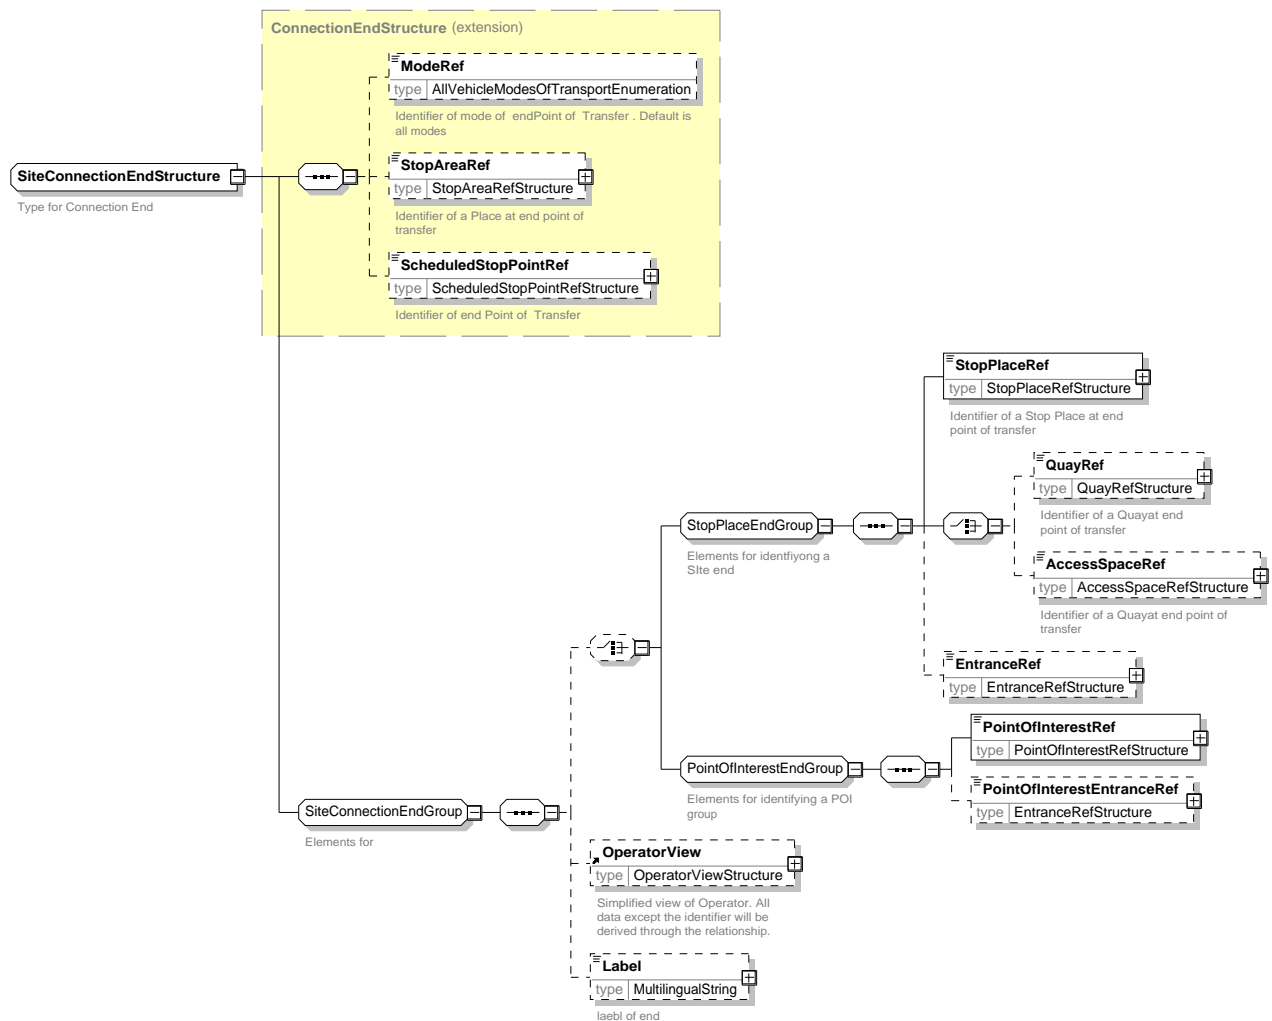 ConnectionEndStructure (extension)
ModeRef
type AllVehicleModesOfTransportEnumeration
Identifier of mode of endPoint of Transfer . Default is
all modes
SiteConnectionEndStructure
Type for Connection End
StopAreaRef
type StopAreaRefStructure
Identifier of a Place at end point of
transfer
ScheduledStopPointRef
type ScheduledStopPointRefStructure
Identifier of end Point of Transfer
StopPlaceRef
type StopPlaceRefStructure
Identifier of a Stop Place at end
point of transfer
QuayRef
type QuayRefStructure
Identifier of a Quayat end
point of transfer
StopPlaceEndGroup
Elements for identfiyong a
SIte end
AccessSpaceRef
type AccessSpaceRefStructure
Identifier of a Quayat end point of
transfer
EntranceRef
type EntranceRefStructure
PointOfInterestRef
type PointOfInterestRefStructure
PointOfInterestEndGroup
Elements for identifying a POI
group
PointOfInterestEntranceRef
type EntranceRefStructure
SiteConnectionEndGroup
Elements for
OperatorView
type OperatorViewStructure
Simplified view of Operator. All
data except the identifier will be
derived through the relationship.
Label
type MultilingualString
laebl of end